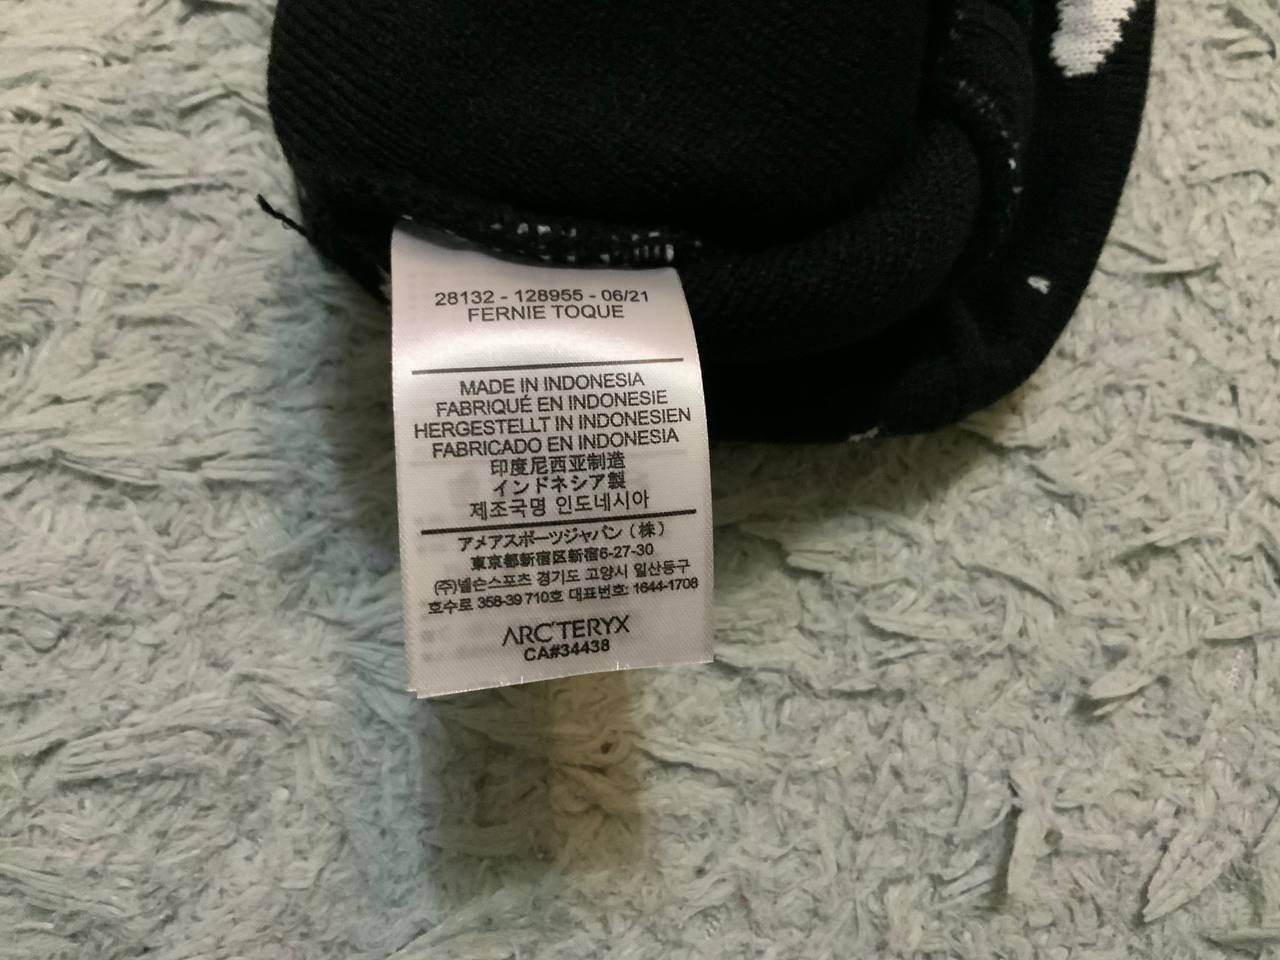 28132 - 128955 - 06/21
FERNIE TOQUE
MADE IN INDONESIA
FABRIQUÉ EN INDONESIE
HERGESTELLT IN INDONESIEN
FABRICADO EN INDONESIA
印度尼西亚制造
インドネシア製
제조국명 인도네시아
アメアスポーツジャパン（株）
東京都新宿区新宿6-27-30
(주)넬슨스포츠 경기도 고양시 일산동구
호수로 358-39 710호 대표번호: 1644-1708
ARC'TERYX
CA#34438